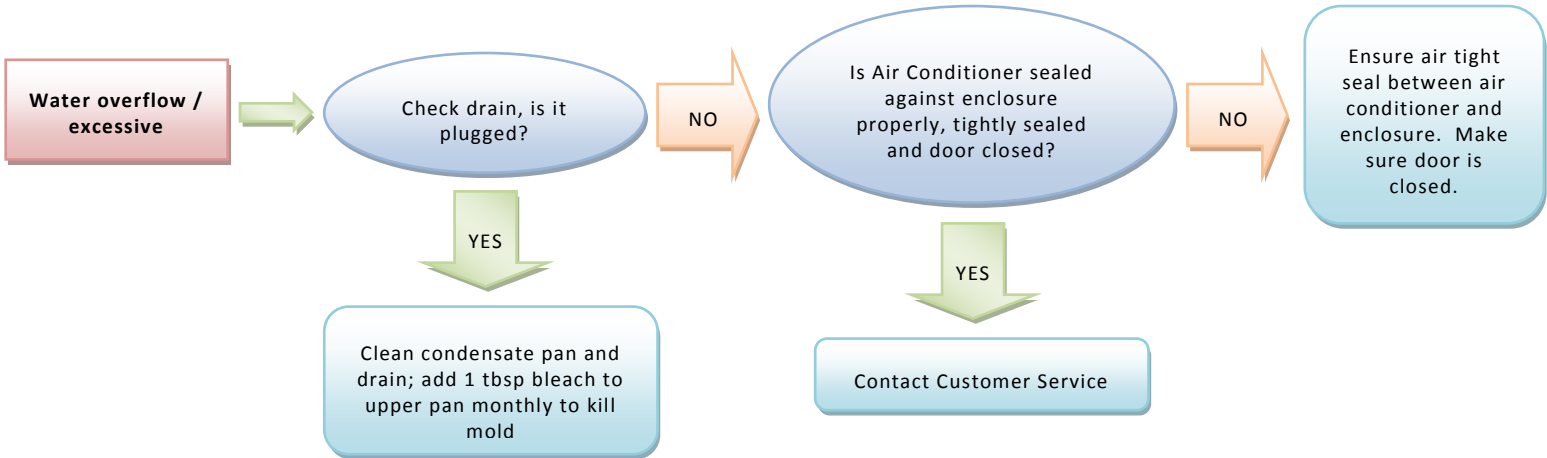 Water overflow /
excessive
Check drain, is it
plugged?
NO
Is Air Conditioner sealed
against enclosure
properly, tightly sealed
and door closed?
NO
Ensure air tight
seal between air
conditioner and
enclosure. Make
sure door is
closed.
YES
Clean condensate pan and
drain; add 1 tbsp bleach to
upper pan monthly to kill
mold
YES
Contact Customer Service